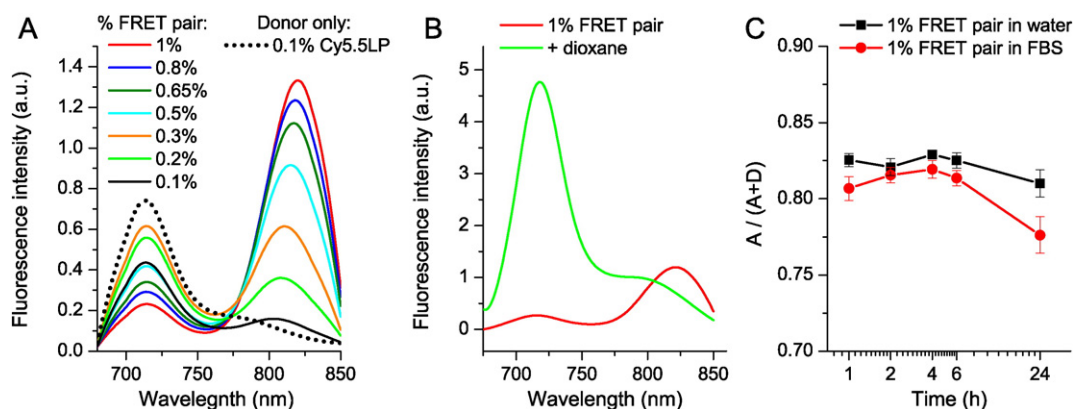 A
% FRET pair:
1%
0.8%
0.65%
0.5%
0.3%
0.2%
0.1%
Donor only:
0.1% Cy5.5LP
Fluorescence intensity (a.u.)
1.4
1.2
1.0
0.8
0.6
0.4
0.2
0.0
700 750 800 850
Wavelegnth (nm)
B
1% FRET pair
+ dioxane
Fluorescence intensity (a.u.)
5
4
3
2
1
0
700 750 800 850
Wavelength (nm)
C
1% FRET pair in water
1% FRET pair in FBS
A / (A+D)
0.90
0.85
0.80
0.75
0.70
1 2 4 6 24
Time (h)